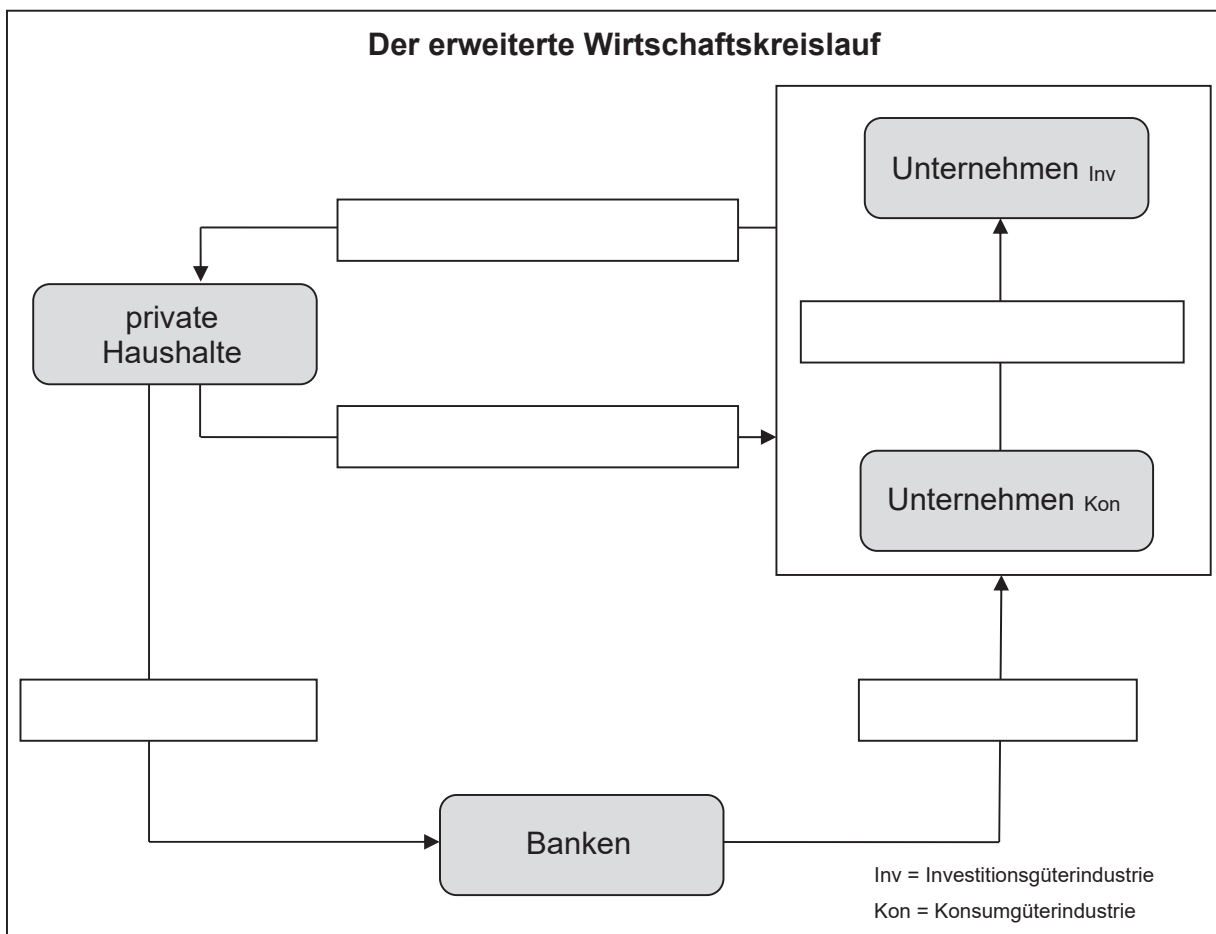 Der erweiterte Wirtschaftskreislauf
Unternehmen Inv
private
Haushalte
Unternehmen Kon
Banken
Inv = Investitionsgüterindustrie
Kon = Konsumgüterindustrie